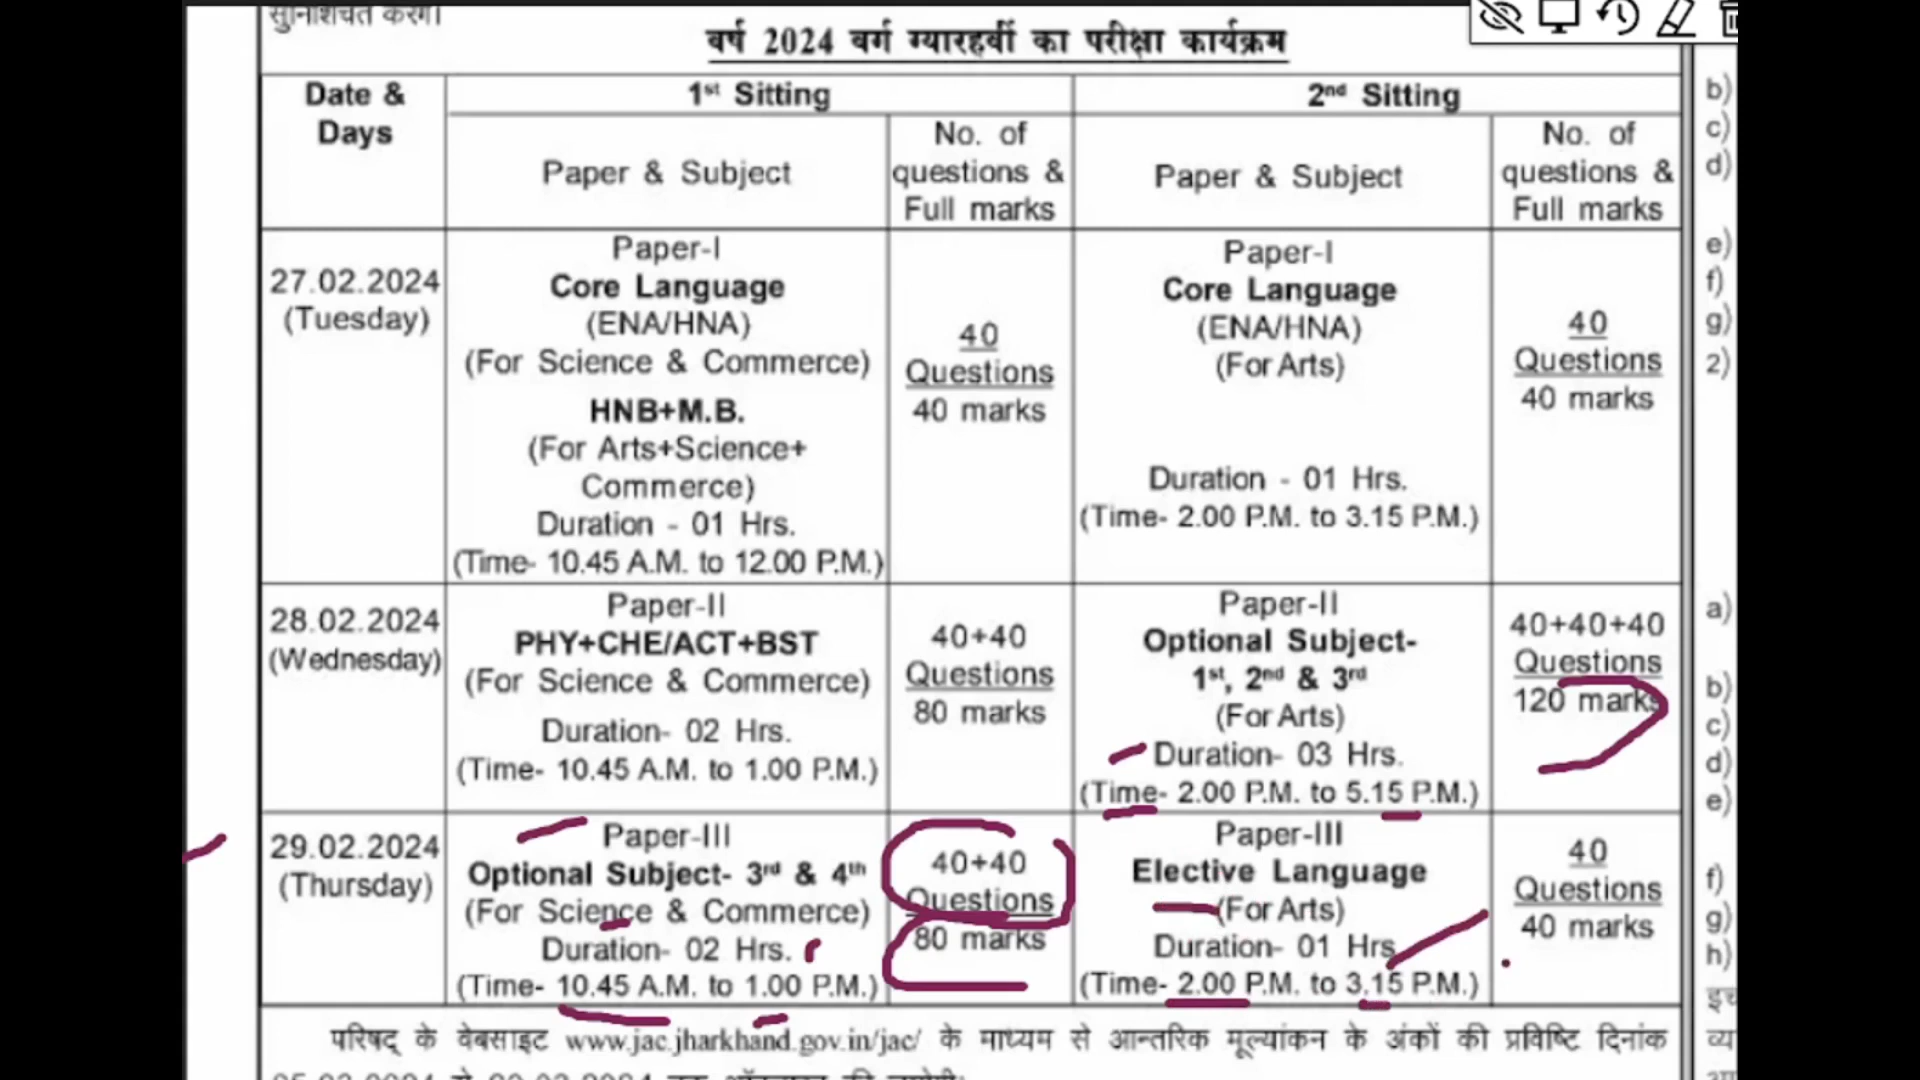 सुनिश्चित करेंगे।
वर्ष 2024 वर्ग ग्यारहवीं का परीक्षा कार्यक्रम
Date & Days
1st Sitting
2nd Sitting
Paper & Subject
No. of
questions &
Full marks
Paper & Subject
No. of
questions &
Full marks
27.02.2024
(Tuesday)
Paper-I
Core Language
(ENA/HNA)
(For Science & Commerce)
HNB+M.B.
(For Arts+Science+
Commerce)
Duration - 01 Hrs.
(Time- 10.45 A.M. to 12.00 P.M.)
40
Questions
40 marks
Paper-I
Core Language
(ENA/HNA)
(For Arts)
Duration - 01 Hrs.
(Time- 2.00 P.M. to 3.15 P.M.)
40
Questions
40 marks
28.02.2024
(Wednesday)
Paper-II
PHY+CHE/ACT+BST
(For Science & Commerce)
Duration- 02 Hrs.
(Time- 10.45 A.M. to 1.00 P.M.)
40+40
Questions
80 marks
Paper-II
Optional Subject-
1st, 2nd & 3rd
(For Arts)
Duration- 03 Hrs.
(Time- 2.00 P.M. to 5.15 P.M.)
40+40+40
Questions
120 marks
29.02.2024
(Thursday)
Paper-III
Optional Subject- 3rd & 4th
(For Science & Commerce)
Duration- 02 Hrs.
(Time- 10.45 A.M. to 1.00 P.M.)
40+40
Questions
80 marks
Paper-III
Elective Language
(For Arts)
Duration- 01 Hrs
(Time- 2.00 P.M. to 3.15 P.M.)
40
Questions
40 marks
परिषद् के वेबसाइट www.jac.jharkhand.gov.in/jac/ के माध्यम से आन्तरिक मूल्यांकन के अंकों की प्रविष्टि दिनांक
b)
c)
d)
e)
f)
g)
2)
a)
b)
c)
d)
e)
f)
g)
h)